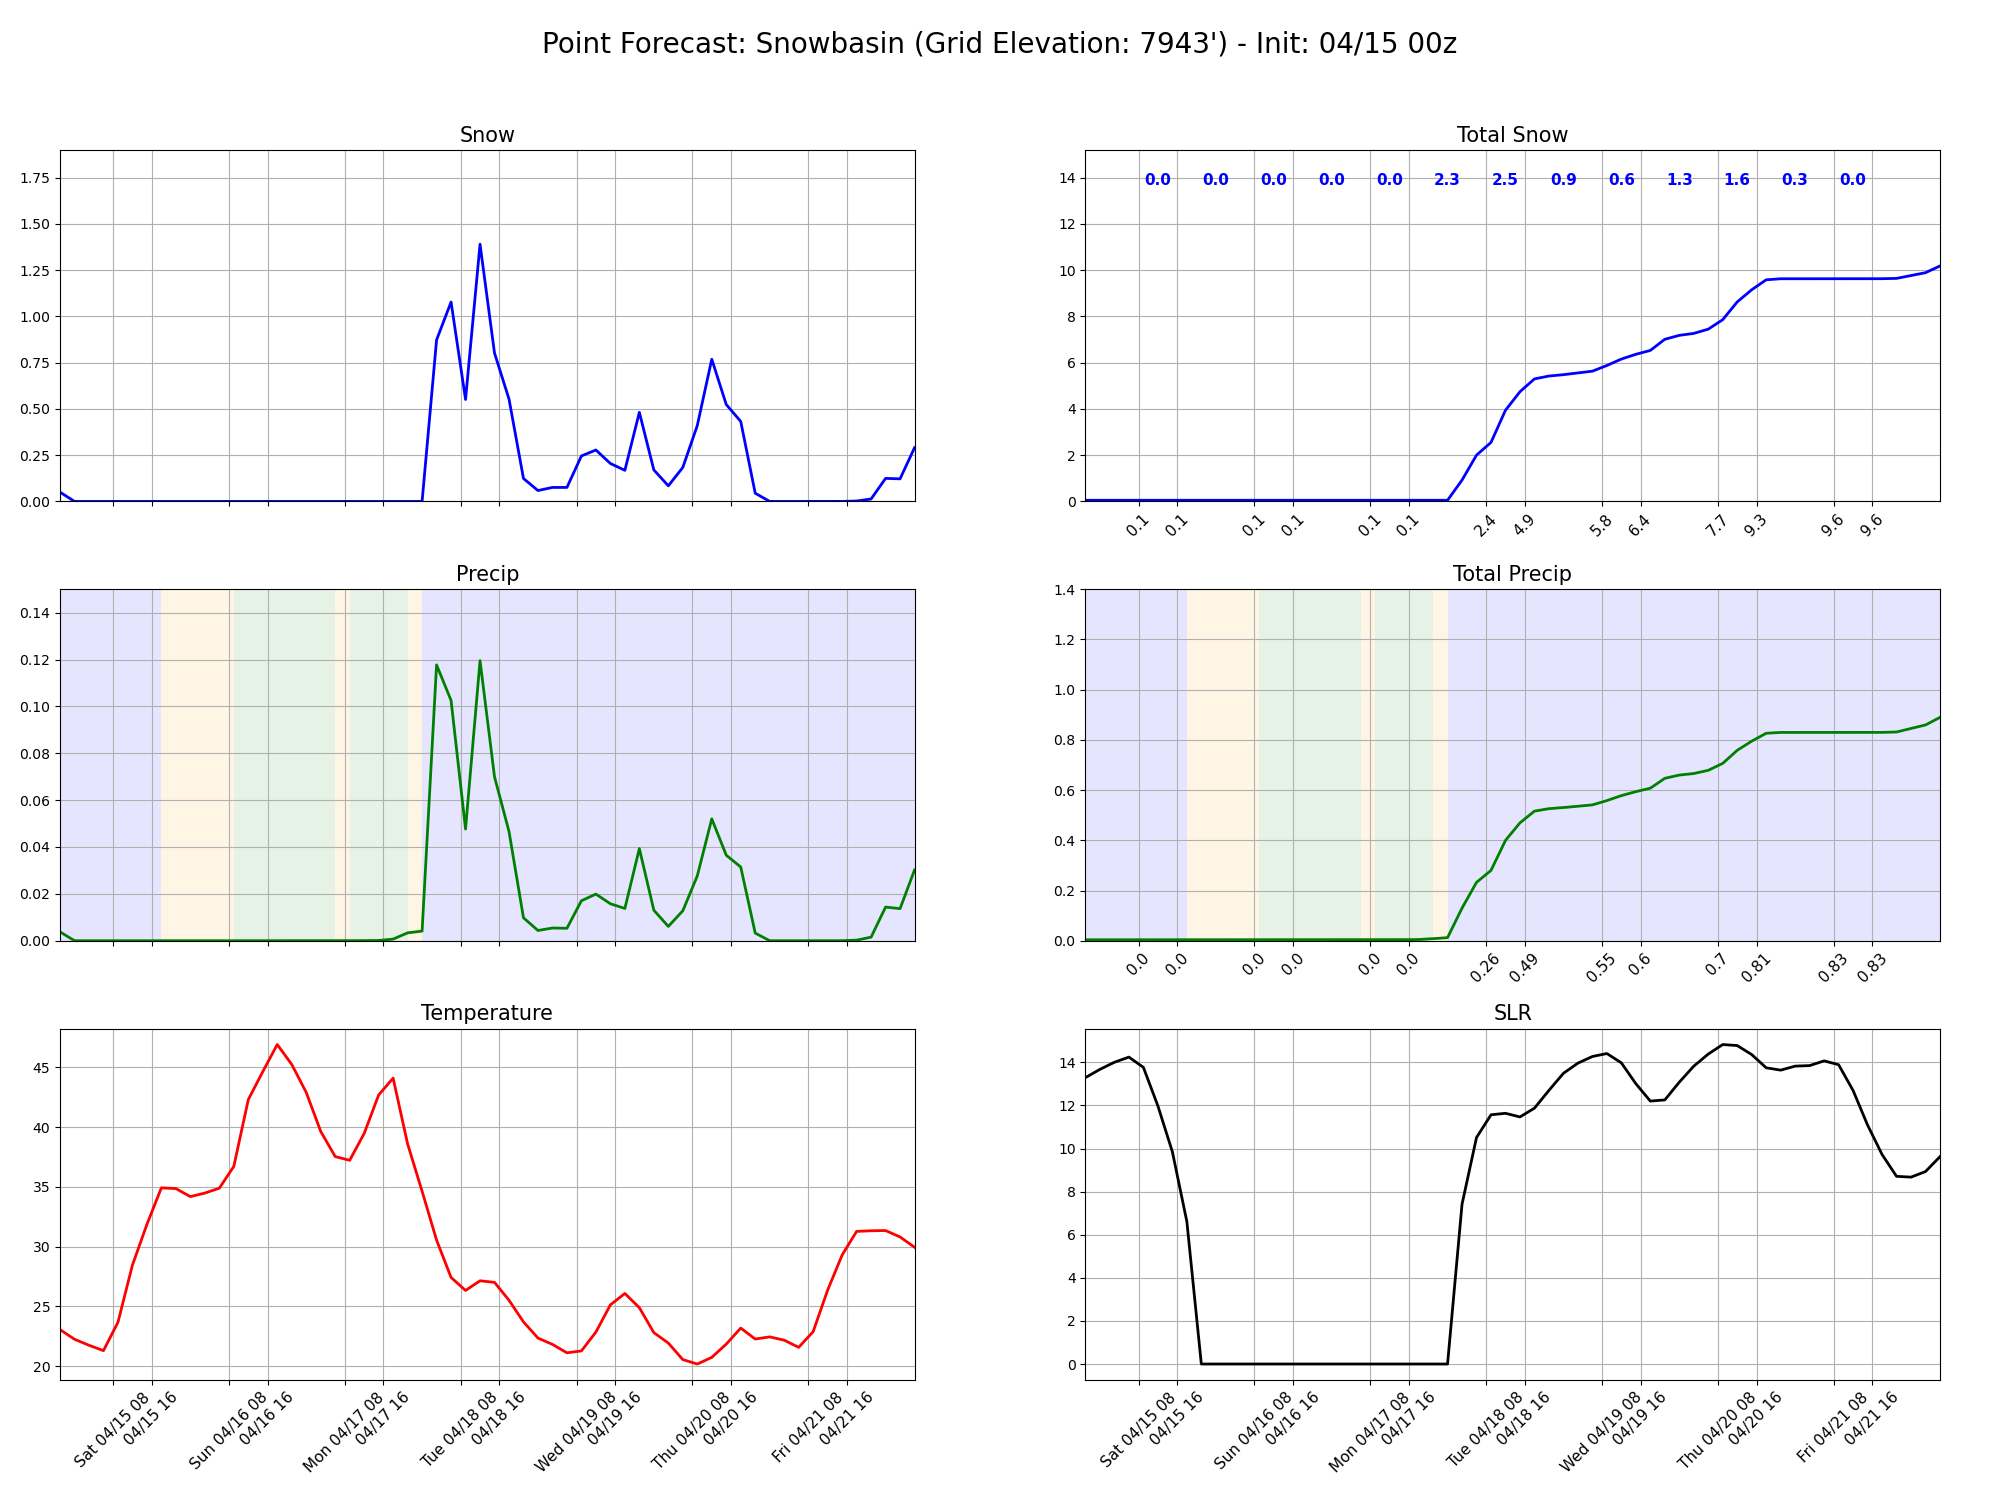 Point Forecast: Snowbasin (Grid Elevation: 7943') - Init: 04/15 00z
Snow
1.75
1.50
1.25
1.00
0.75
0.50
0.25
0.00
Total Snow
14
12
10
8
6
4
2
0
0.0 0.0 0.0 0.0 0.0 2.3 2.5 0.9 0.6 1.3 1.6 0.3 0.0
0.1 0.1 0.1 0.1 0.1 0.1 2.4 4.9 5.8 6.4 7.7 9.3 9.6 9.6
Precip
0.14
0.12
0.10
0.08
0.06
0.04
0.02
0.00
Total Precip
1.4
1.2
1.0
0.8
0.6
0.4
0.2
0.0
0.0 0.0 0.0 0.0 0.0 0.0 0.26 0.49 0.55 0.6 0.7 0.81 0.83 0.83
Temperature
45
40
35
30
25
20
Sat 04/15 08
04/15 16
Sun 04/16 08
04/16 16
Mon 04/17 08
04/17 16
Tue 04/18 08
04/18 16
Wed 04/19 08
04/19 16
Thu 04/20 08
04/20 16
Fri 04/21 08
04/21 16
SLR
14
12
10
8
6
4
2
0
Sat 04/15 08
04/15 16
Sun 04/16 08
04/16 16
Mon 04/17 08
04/17 16
Tue 04/18 08
04/18 16
Wed 04/19 08
04/19 16
Thu 04/20 08
04/20 16
Fri 04/21 08
04/21 16